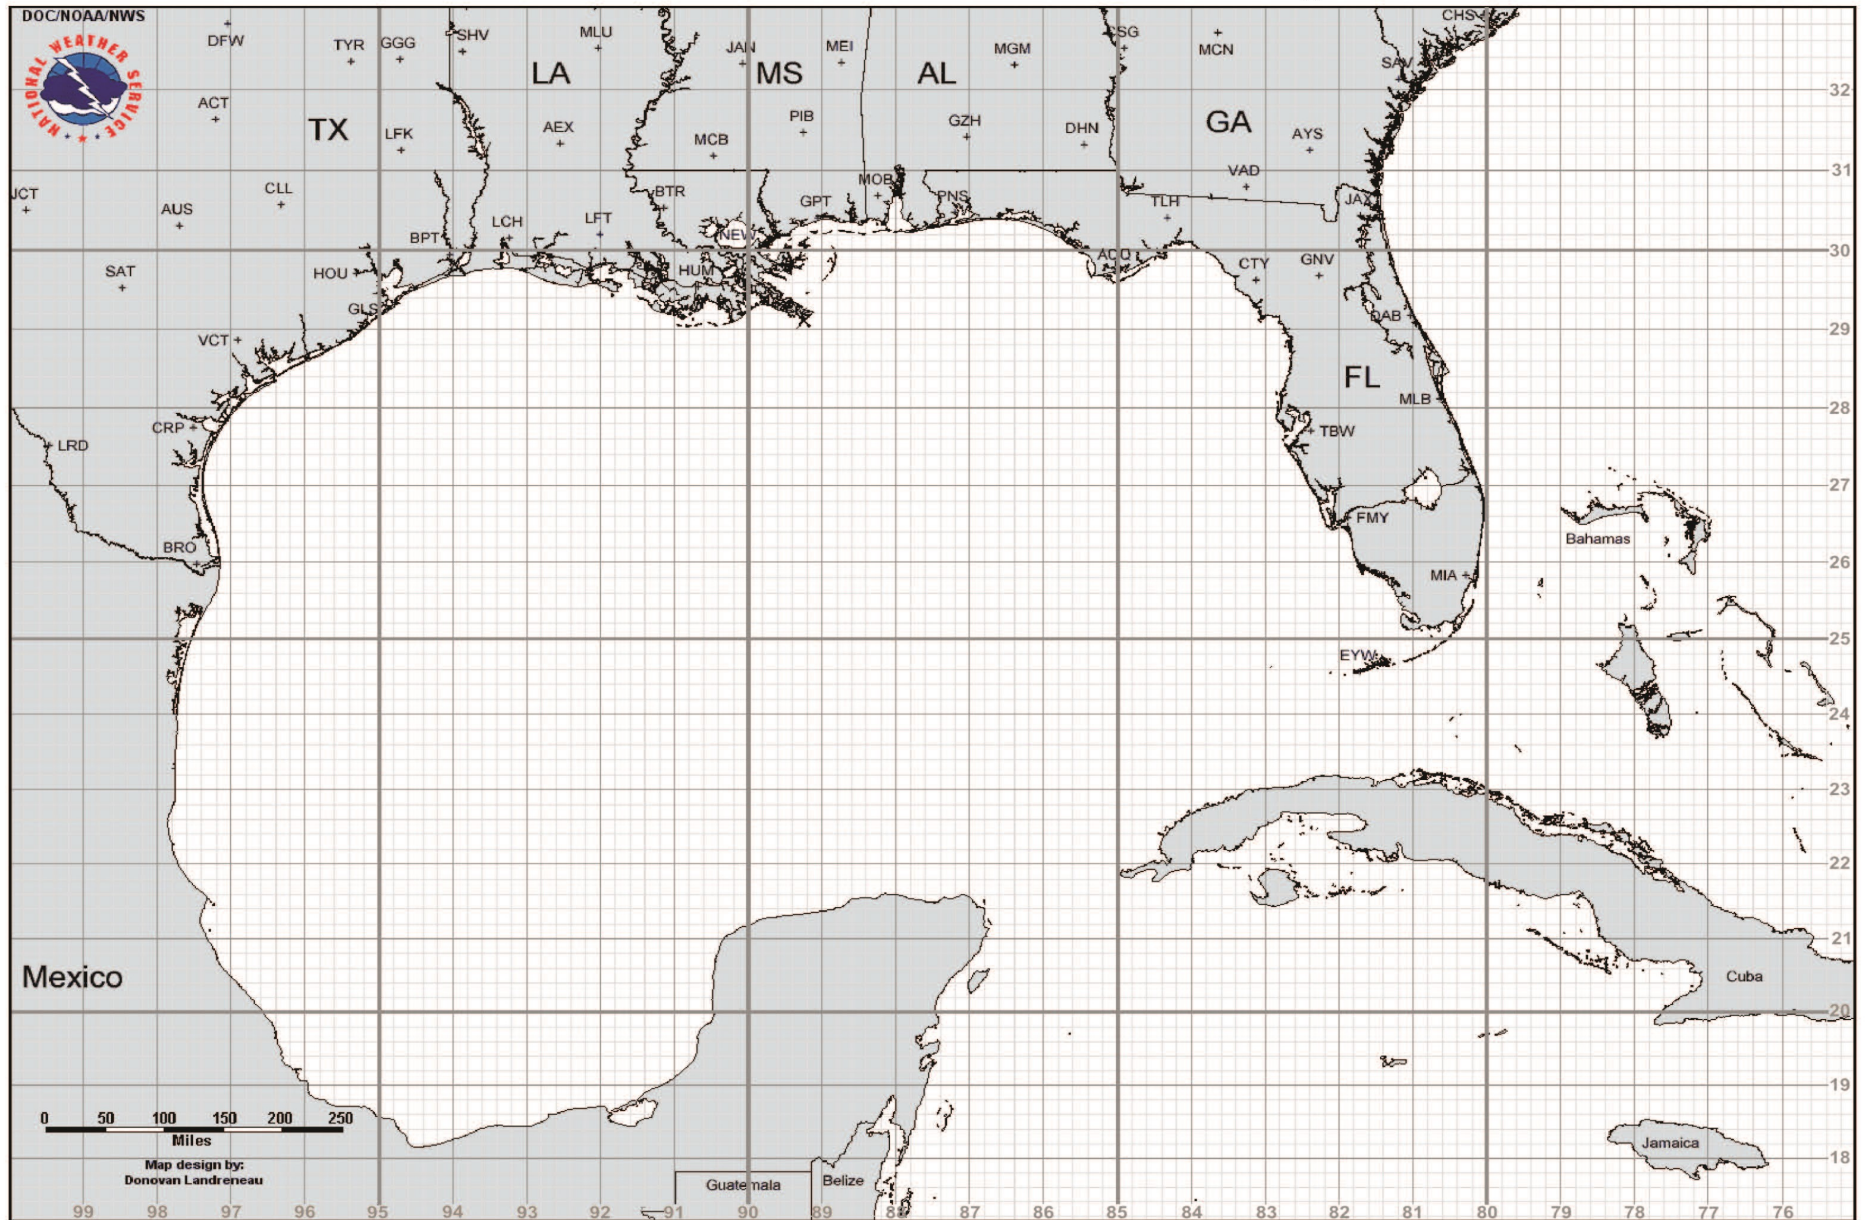 DOC/NOAA/NWS
NATIONAL WEATHER SERVICE
DFW
TYR
GGG
SHV
MLU
JAN
MEI
MGM
CSG
MCN
CHS
SAV
LA
MS
AL
TX
GA
32
ACT
LFK
AEX
MCB
PIB
GZH
DHN
AYS
31
VAD
JCT
AUS
CLL
BPT
LCH
LFT
BTR
NEW
GPT
MOB
PNS
TLH
JAX
30
SAT
HOU
HUM
CTY
GNV
GLS
DAB
29
VCT
FL
MLB
28
CRP
LRD
TBW
27
FMY
BRO
Bahamas
MIA
26
25
EYW
24
23
22
21
Mexico
Cuba
20
19
0 50 100 150 200 250
Miles
Jamaica
18
Map design by:
Donovan Landreneau
Guatemala
Belize
99 98 97 96 95 94 93 92 91 90 89 88 87 86 85 84 83 82 81 80 79 78 77 76